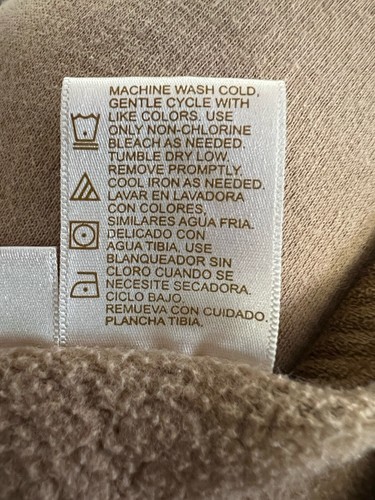 MACHINE WASH COLD,
GENTLE CYCLE WITH
LIKE COLORS. USE
ONLY NON-CHLORINE
BLEACH AS NEEDED.
TUMBLE DRY LOW.
REMOVE PROMPTLY.
COOL IRON AS NEEDED.
LAVAR EN LAVADORA
CON COLORES
SIMILARES AGUA FRIA.
DELICADO CON
AGUA TIBIA. USE
BLANQUEADOR SIN
CLORO CUANDO SE
NECESITE SECADORA.
CICLO BAJO.
REMUEVA CON CUIDADO.
PLANCHA TIBIA.